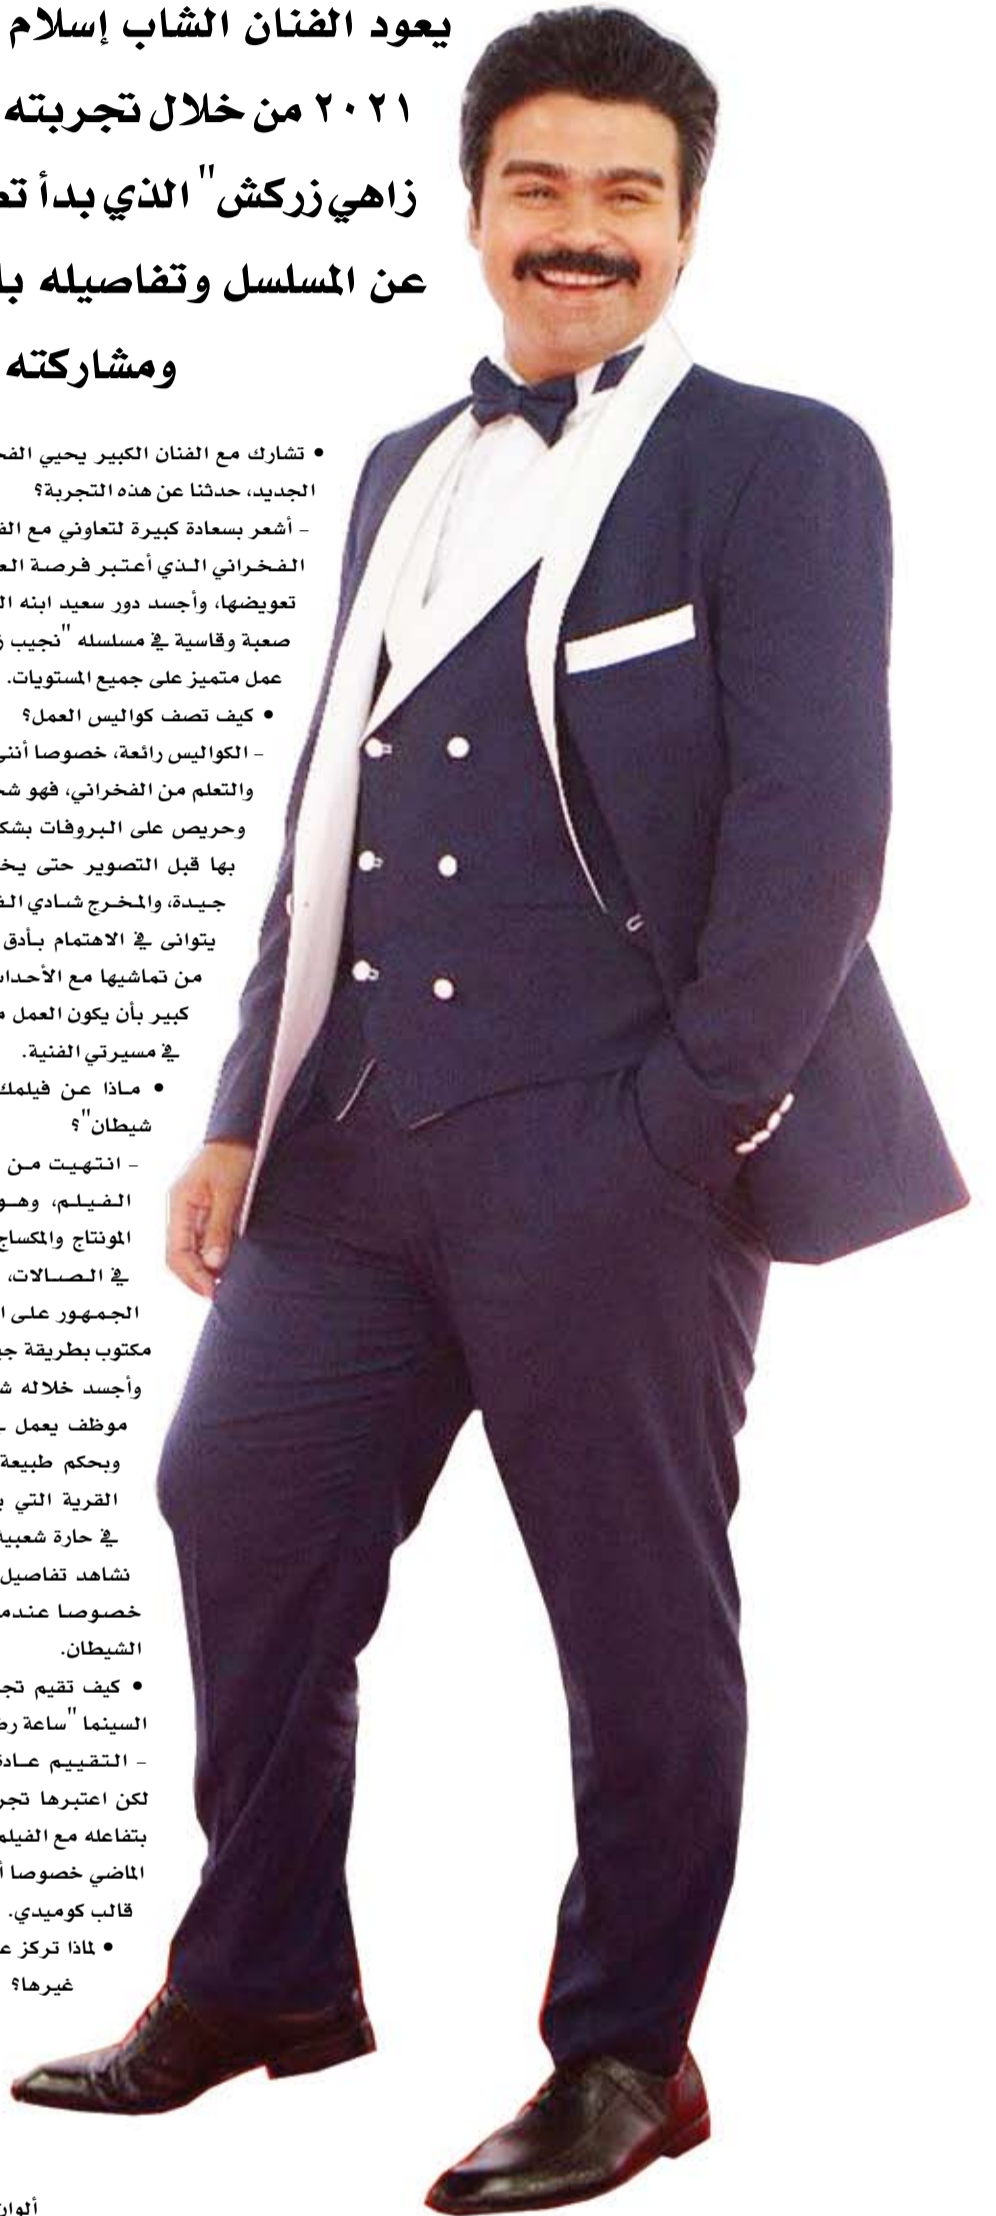 يعود الفنان الشاب إسلام
٢٠٢١ من خلال تجربته
زاهي زركش" الذي بدأ
عن المسلسل وتفاصيله
ومشاركته
• تشارك مع الفنان الكبير يحيي
الجديد، حدثنا عن هذه التجربة؟
- أشعر بسعادة كبيرة لتعاوني مع
الفخراني الذي أعتبر فرصة
تعويضها، وأجسد دور سعيد ابنه
صعبة وقاسية في مسلسله "نجيب
عمل متميز على جميع المستويات.
• كيف تصف كواليس العمل؟
- الكواليس رائعة، خصوصا أنني
والتعلم من الفخراني، فهو
وحريص على البروفات
بها قبل التصوير حتى
جيدة، والمخرج شادي
يتوانى في الاهتمام بأدق
من تماشيها مع
كبير بأن يكون العمل
في مسيرتي الفنية.
• ماذا عن فيلمك
شيطان"؟
- انتهيت من
الفيلم، وهو
المونتاج والمكساج
في الصالات،
الجمهور على
مكتوب بطريقة
وأجسد خلاله
موظف يعمل
وبحكم طبيعة
القرية التي
في حارة شعبية
نشاهد تفاصيل
خصوصا
الشيطان.
• كيف تقيم
السينما "ساعة
- التقييم
لكن اعتبرها
بتفاعله مع الفيلم
الماضي خصوصا
قالب كوميدي.
• لماذا تركز
غيرها؟
ألوان